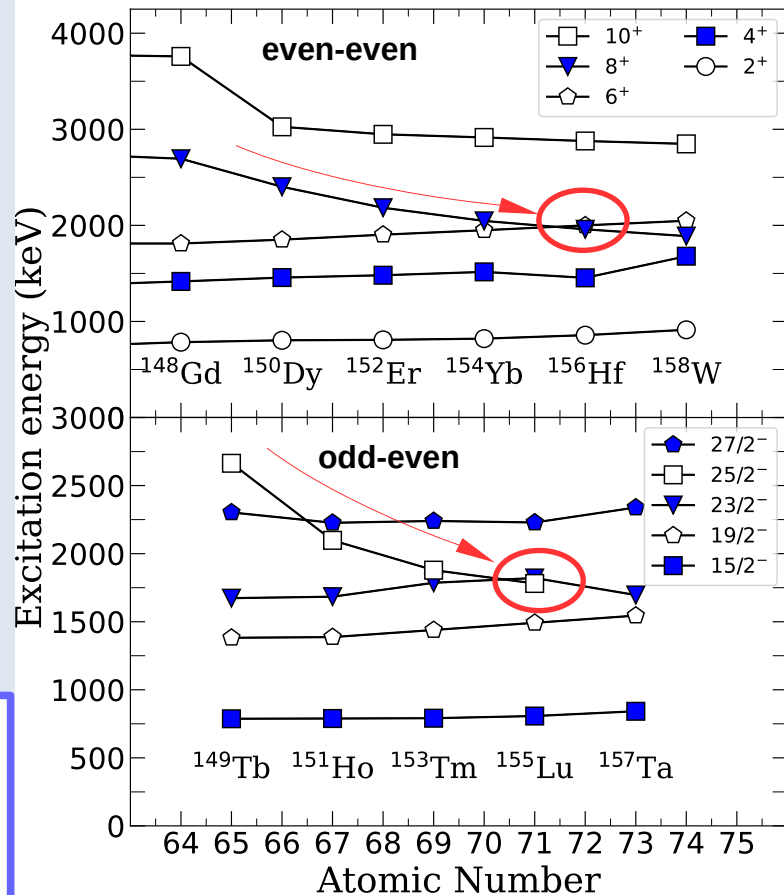 Excitation energy (keV)
even-even
10⁺ 4⁺
8⁺ 2⁺
6⁺
4000
3000
2000
1000
¹⁴⁸Gd ¹⁵⁰Dy ¹⁵²Er ¹⁵⁴Yb ¹⁵⁶Hf ¹⁵⁸W
odd-even
27/2⁻
25/2⁻
23/2⁻
19/2⁻
15/2⁻
3000
2500
2000
1500
1000
500
0
¹⁴⁹Tb ¹⁵¹Ho ¹⁵³Tm ¹⁵⁵Lu ¹⁵⁷Ta
64 65 66 67 68 69 70 71 72 73 74 75
Atomic Number